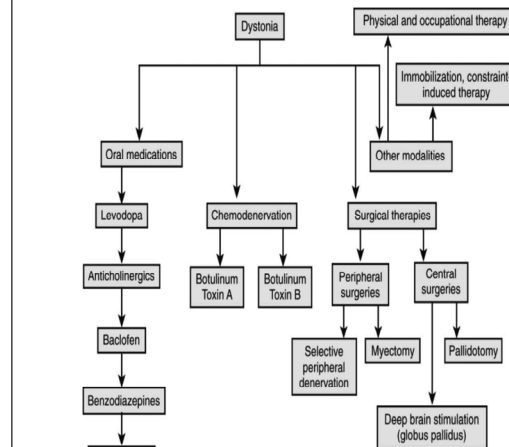 Dystonia
Physical and occupational therapy
Immobilization, constraint-
induced therapy
Oral medications
Other modalities
Levodopa
Chemodenervation
Surgical therapies
Anticholinergics
Botulinum
Toxin A
Botulinum
Toxin B
Peripheral
surgeries
Central
surgeries
Baclofen
Selective
peripheral
denervation
Myectomy
Pallidotomy
Benzodiazepines
Deep brain stimulation
(globus pallidus)